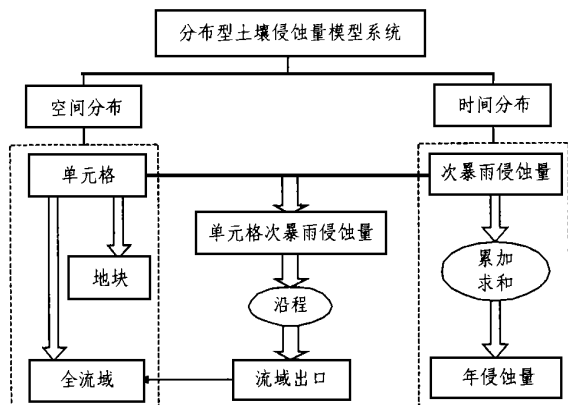 分布型土壤侵蚀量模型系统
空间分布
时间分布
单元格
次暴雨侵蚀量
单元格次暴雨侵蚀量
地块
累加
求和
沿程
全流域
流域出口
年侵蚀量